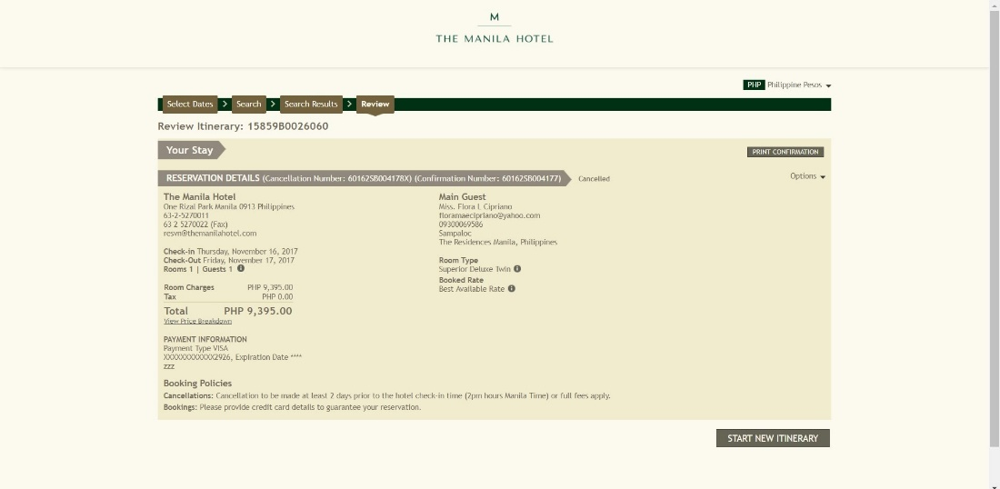 M
THE MANILA HOTEL
PHP Philippine Pesos
Select Dates > Search > Search Results > Review
Review Itinerary: 15859B0026060
Your Stay
PRINT CONFIRMATION
RESERVATION DETAILS (Cancellation Number: 60162SB004178X) (Confirmation Number: 60162SB004177) Cancelled
Options
The Manila Hotel
One Rizal Park Manila 0913 Philippines
63-2-5270011
63 2 5270022 (Fax)
resvn@themanilahotel.com
Check-in Thursday, November 16, 2017
Check-Out Friday, November 17, 2017
Rooms 1 | Guests 1
Room Charges PHP 9,395.00
Tax PHP 0.00
Total PHP 9,395.00
View Price Breakdown
PAYMENT INFORMATION
Payment Type VISA
XXXXXXXXXXXX2926, Expiration Date ****
zzz
Main Guest
Miss. Flora L Cipriano
floramaecipriano@yahoo.com
09300069586
Sampaloc
The Residences Manila, Philippines
Room Type
Superior Deluxe Twin
Booked Rate
Best Available Rate
Booking Policies
Cancellations: Cancellation to be made at least 2 days prior to the hotel check-in time (2pm hours Manila Time) or full fees apply.
Bookings: Please provide credit card details to guarantee your reservation.
START NEW ITINERARY